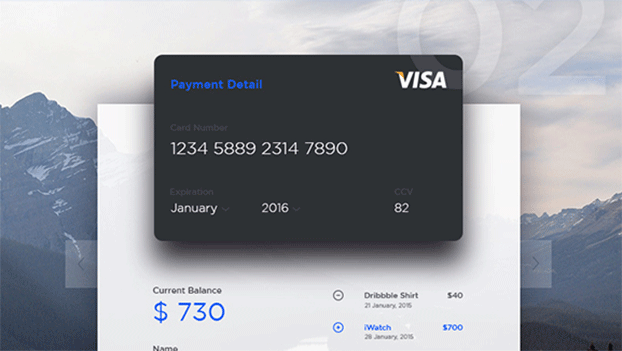 02
Payment Detail
VISA
Card Number
1234 5889 2314 7890
Expiration
CCV
January
2016
82
Current Balance
$ 730
Dribbble Shirt
$40
21 January, 2015
iWatch
$700
28 January, 2015
Name